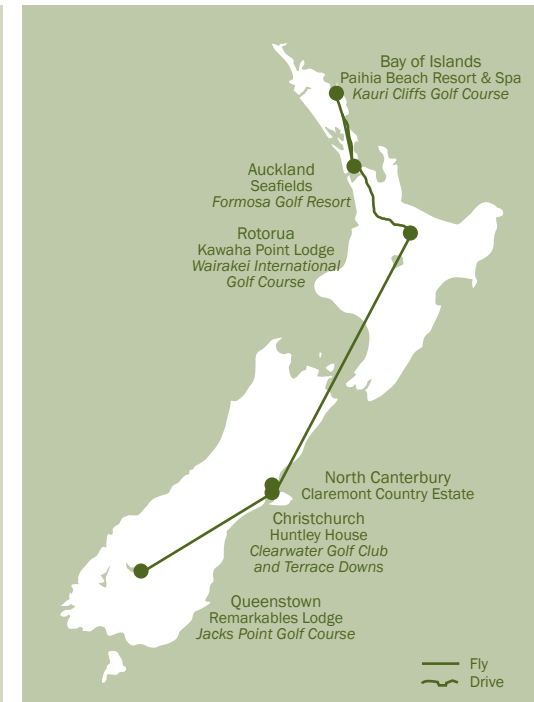 Bay of Islands
Paihia Beach Resort & Spa
Kauri Cliffs Golf Course
Auckland
Seafields
Formosa Golf Resort
Rotorua
Kawaha Point Lodge
Wairakei International
Golf Course
North Canterbury
Claremont Country Estate
Christchurch
Huntley House
Clearwater Golf Club
and Terrace Downs
Queenstown
Remarkables Lodge
Jacks Point Golf Course
Fly
Drive